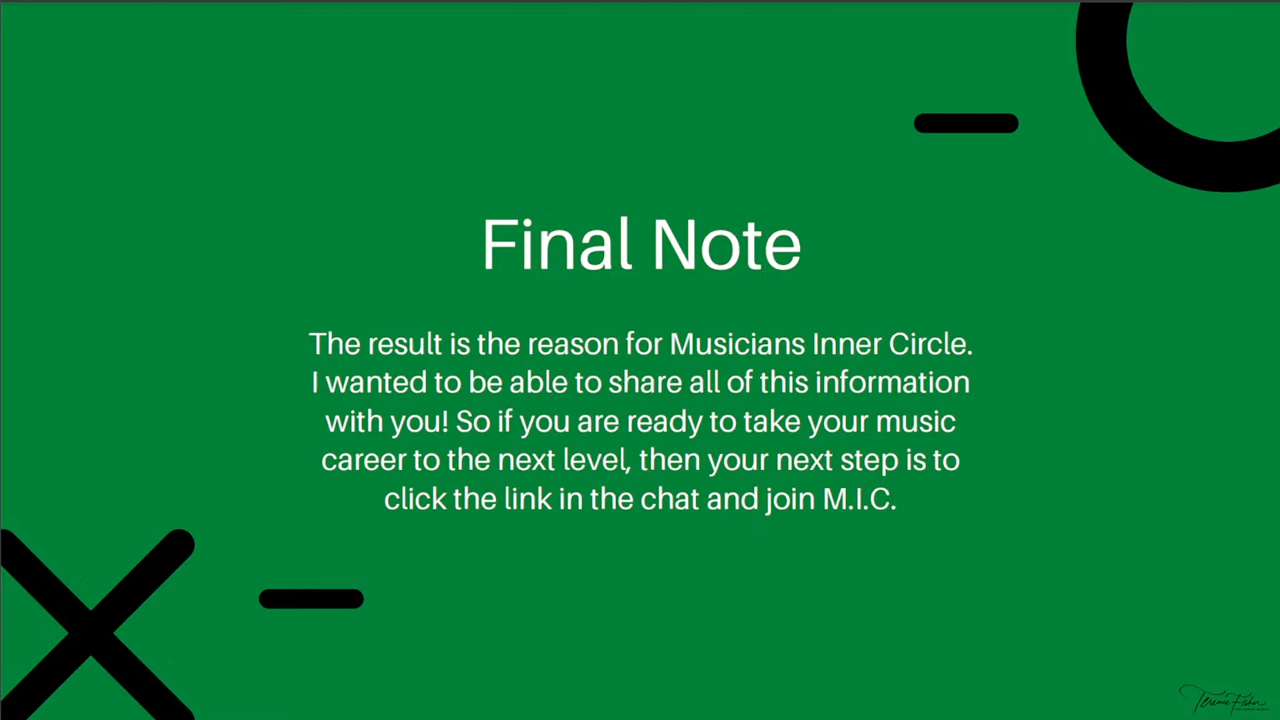 Final Note
The result is the reason for Musicians Inner Circle.
I wanted to be able to share all of this information
with you! So if you are ready to take your music
career to the next level, then your next step is to
click the link in the chat and join M.I.C.